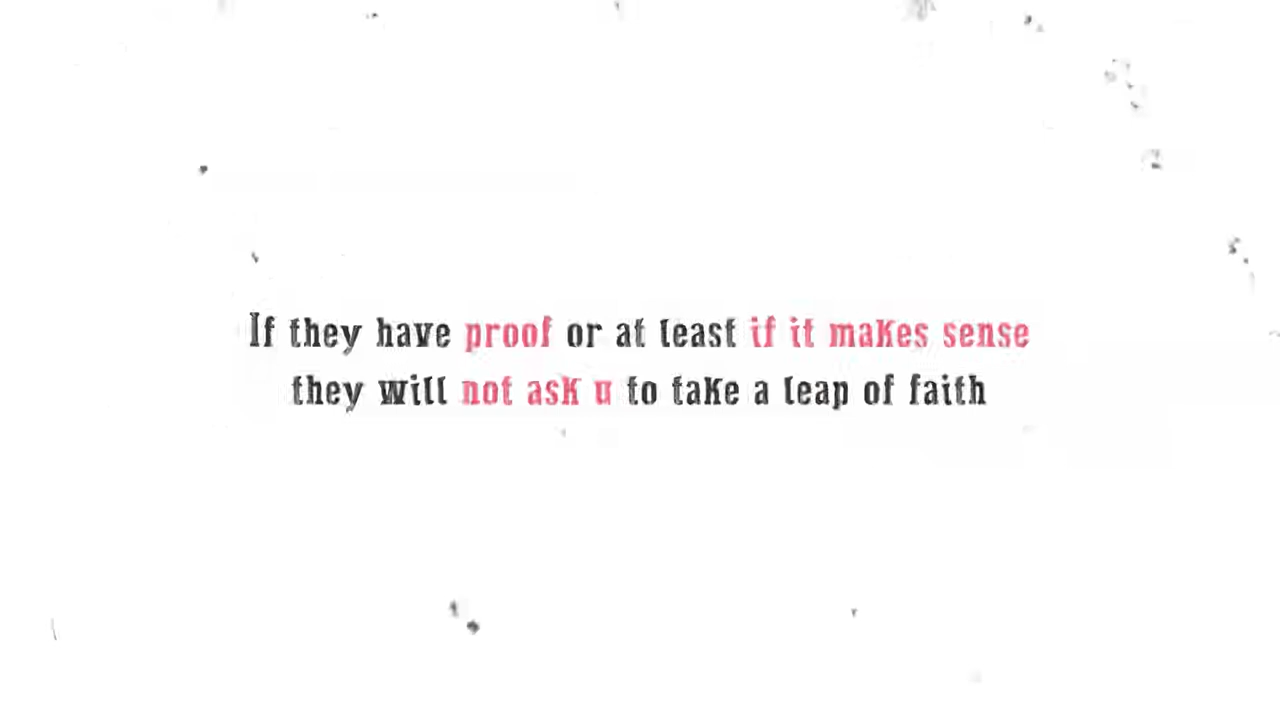 If they have proof or at least if it makes sense
they will not ask u to take a leap of faith